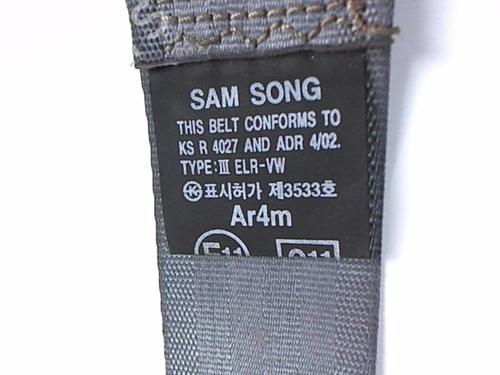 SAM SONG
THIS BELT CONFORMS TO
KS R 4027 AND ADR 4/02.
TYPE:Ⅲ ELR-VW
㉿표시허가 제3533호
Ar4m
E11